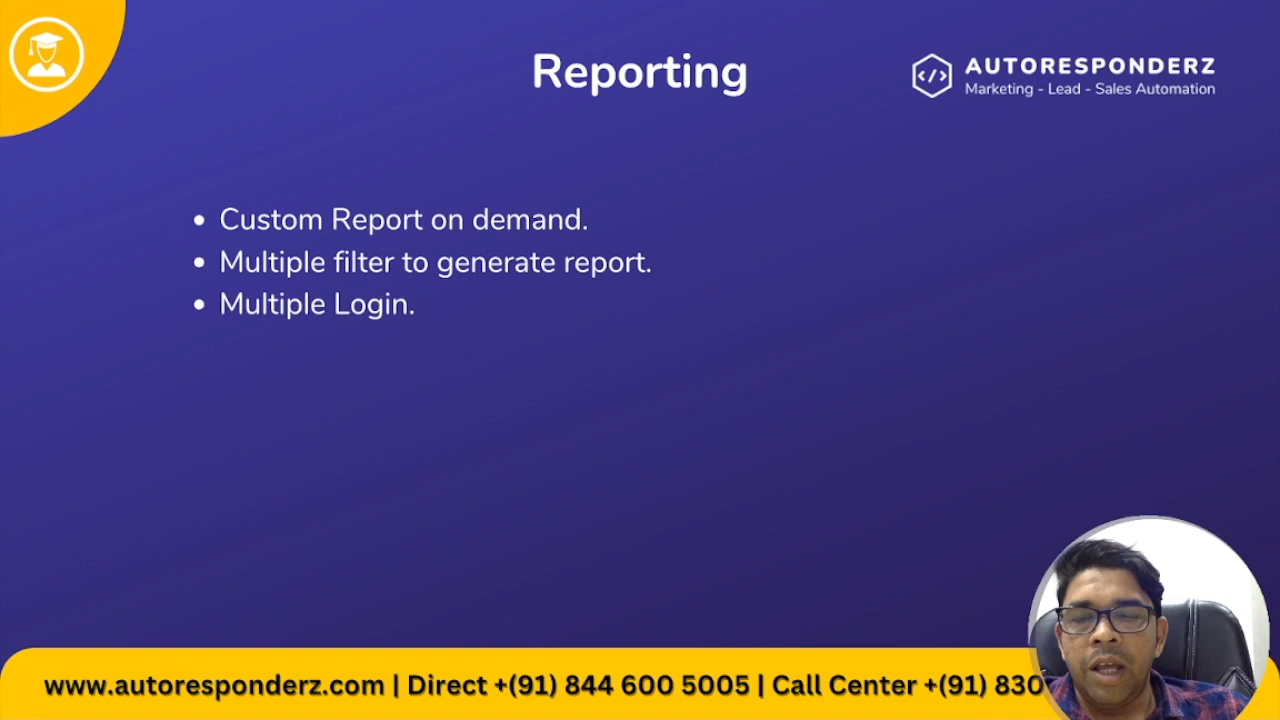 Reporting
AUTORESPONDERZ
Marketing - Lead - Sales Automation
• Custom Report on demand.
• Multiple filter to generate report.
• Multiple Login.
www.autoresponderz.com | Direct +(91) 844 600 5005 | Call Center +(91) 830